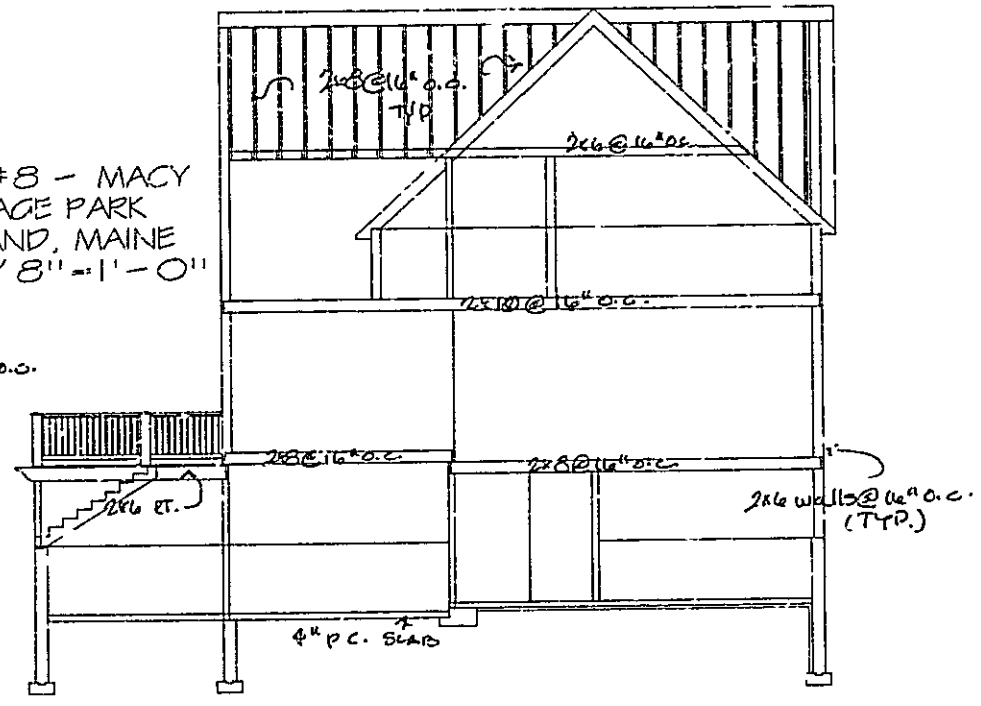 2x8@16" o.c.
TYP
2x6@16"oc
#8 - MACY
AGE PARK
AND, MAINE
8"=1'-0"
2x10@16"o.c.
o.c.
2x8@16"o.c.
2x8@16"o.c.
2x6 P.T.
2x6 walls@16"o.c.
(TYP.)
4" P.C. SLAB